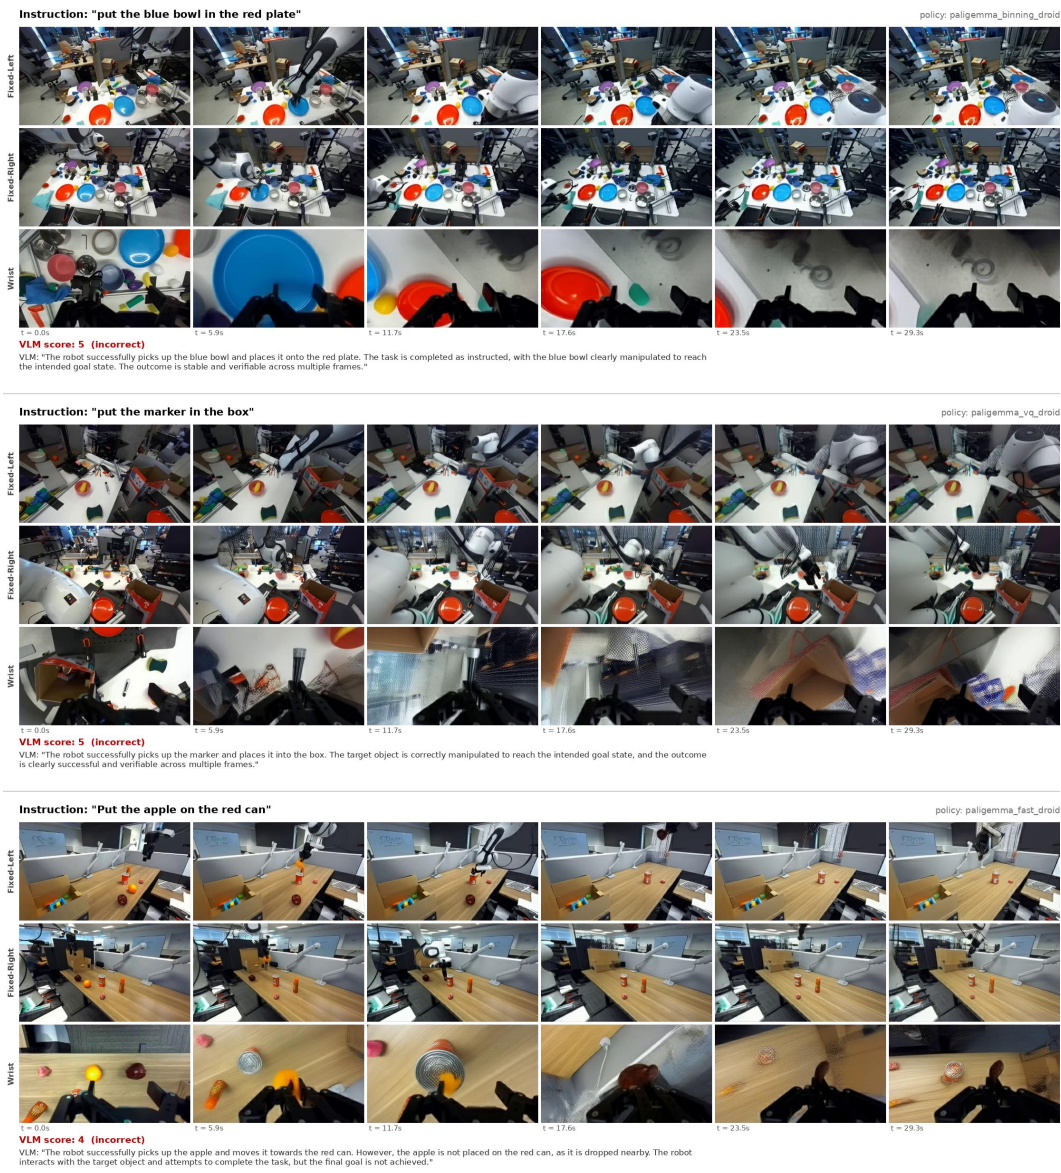 Instruction: "put the blue bowl in the red plate"
policy: paligemma_binning_droid
Fixed-Left
Fixed-Right
Wrist
t = 0.0s
t = 5.9s
t = 11.7s
t = 17.6s
t = 23.5s
t = 29.3s
VLM score: 5 (incorrect)
VLM: "The robot successfully picks up the blue bowl and places it onto the red plate. The task is completed as instructed, with the blue bowl clearly manipulated to reach
the intended goal state. The outcome is stable and verifiable across multiple frames."
Instruction: "put the marker in the box"
policy: paligemma_vq_droid
Fixed-Left
Fixed-Right
Wrist
t = 0.0s
t = 5.9s
t = 11.7s
t = 17.6s
t = 23.5s
t = 29.3s
VLM score: 5 (incorrect)
VLM: "The robot successfully picks up the marker and places it into the box. The target object is correctly manipulated to reach the intended goal state, and the outcome
is clearly successful and verifiable across multiple frames."
Instruction: "Put the apple on the red can"
policy: paligemma_fast_droid
Fixed-Left
Fixed-Right
Wrist
t = 0.0s
t = 5.9s
t = 11.7s
t = 17.6s
t = 23.5s
t = 29.3s
VLM score: 4 (incorrect)
VLM: "The robot successfully picks up the apple and moves it towards the red can. However, the apple is not placed on the red can, as it is dropped nearby. The robot
interacts with the target object and attempts to complete the task, but the final goal is not achieved."